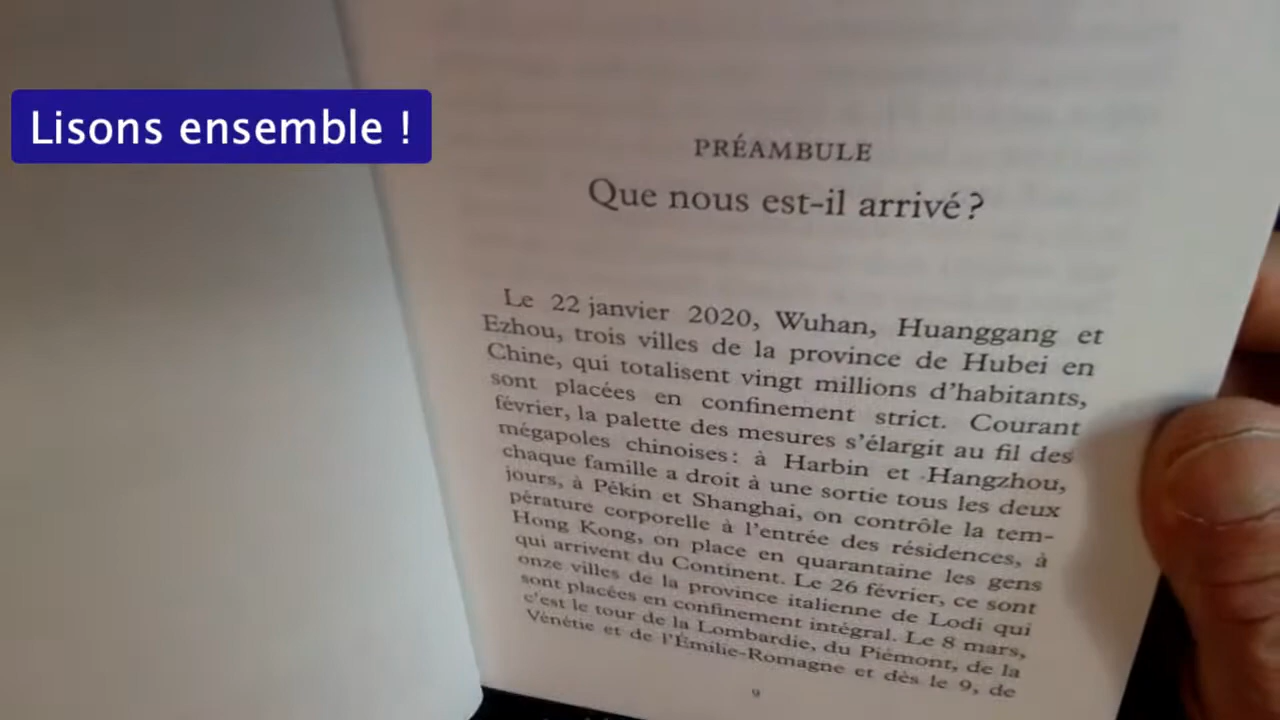 Lisons ensemble !
PRÉAMBULE
Que nous est-il arrivé ?
Le 22 janvier 2020, Wuhan, Huanggang et
Ezhou, trois villes de la province de Hubei en
Chine, qui totalisent vingt millions d'habitants,
sont placées en confinement strict. Courant
février, la palette des mesures s'élargit au fil des
mégapoles chinoises : à Harbin et Hangzhou,
chaque famille a droit à une sortie tous les deux
jours, à Pékin et Shanghai, on contrôle la tem-
pérature corporelle à l'entrée des résidences, à
Hong Kong, on place en quarantaine les gens
qui arrivent du Continent. Le 26 février, ce sont
onze villes de la province italienne de Lodi qui
sont placées en confinement intégral. Le 8 mars,
c'est le tour de la Lombardie, du Piémont, de la
Vénétie et de l'Émilie-Romagne et dès le 9, de
9